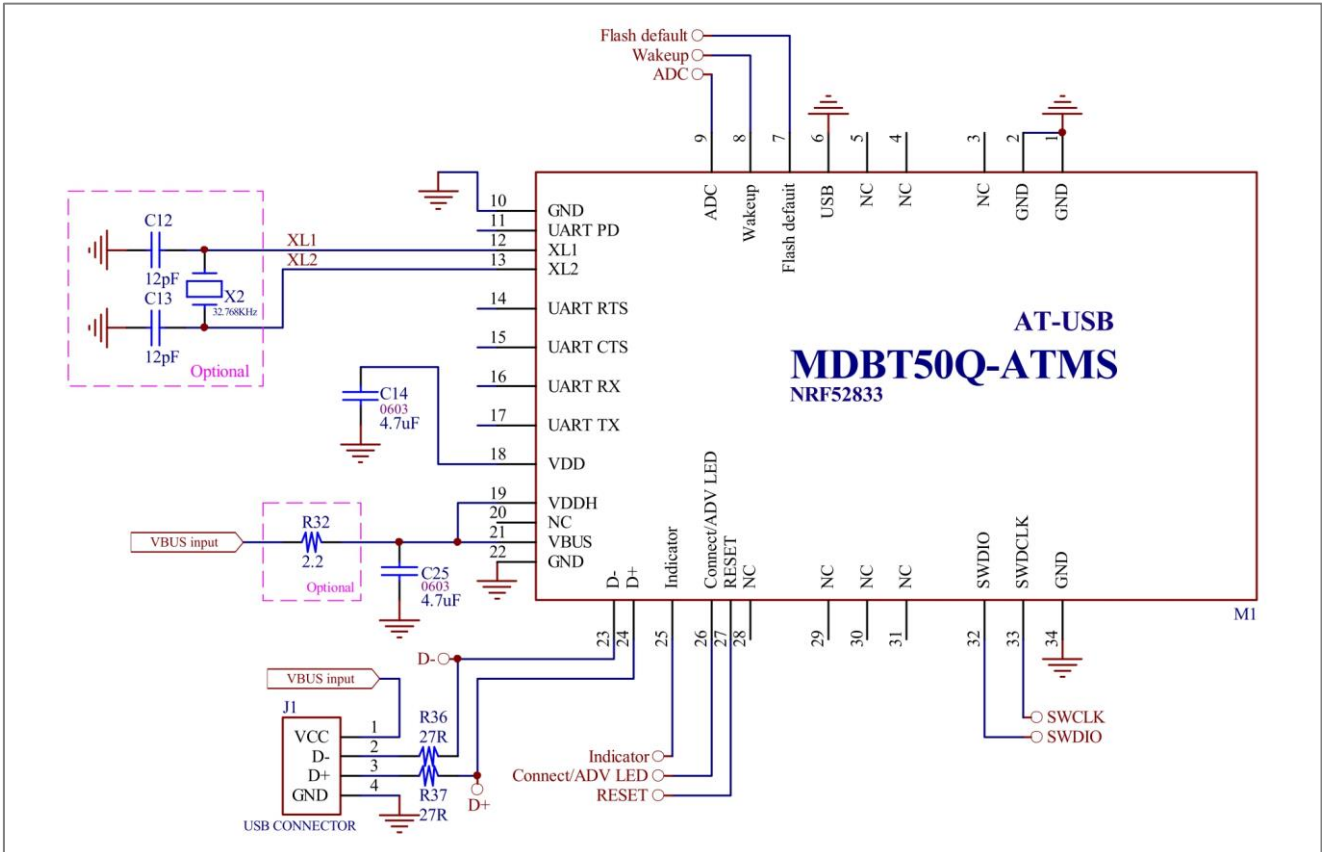 Flash default
Wakeup
ADC
9
8
7
6
5
4
3
2
1
ADC
Wakeup
Flash defauit
USB
NC
NC
NC
GND
GND
10
GND
11
UART PD
12
XL1
13
XL2
14
UART RTS
15
UART CTS
16
UART RX
17
UART TX
18
VDD
19
VDDH
20
NC
21
VBUS
22
GND
C12
12pF
XL1
XL2
C13
12pF
X2
32.768KHz
Optional
C14
0603
4.7uF
AT-USB
MDBT50Q-ATMS
NRF52833
VBUS input
R32
2.2
Optional
C25
0603
4.7uF
D-
D+
Indicator
Connect/ADV LED
RESET
NC
NC
NC
NC
SWDIO
SWDCLK
GND
M1
23
24
25
26
27
28
29
30
31
32
33
34
D-
VBUS input
J1
VCC
D-
D+
GND
1
2
3
4
USB CONNECTOR
R36
27R
R37
27R
D+
Indicator
Connect/ADV LED
RESET
SWCLK
SWDIO